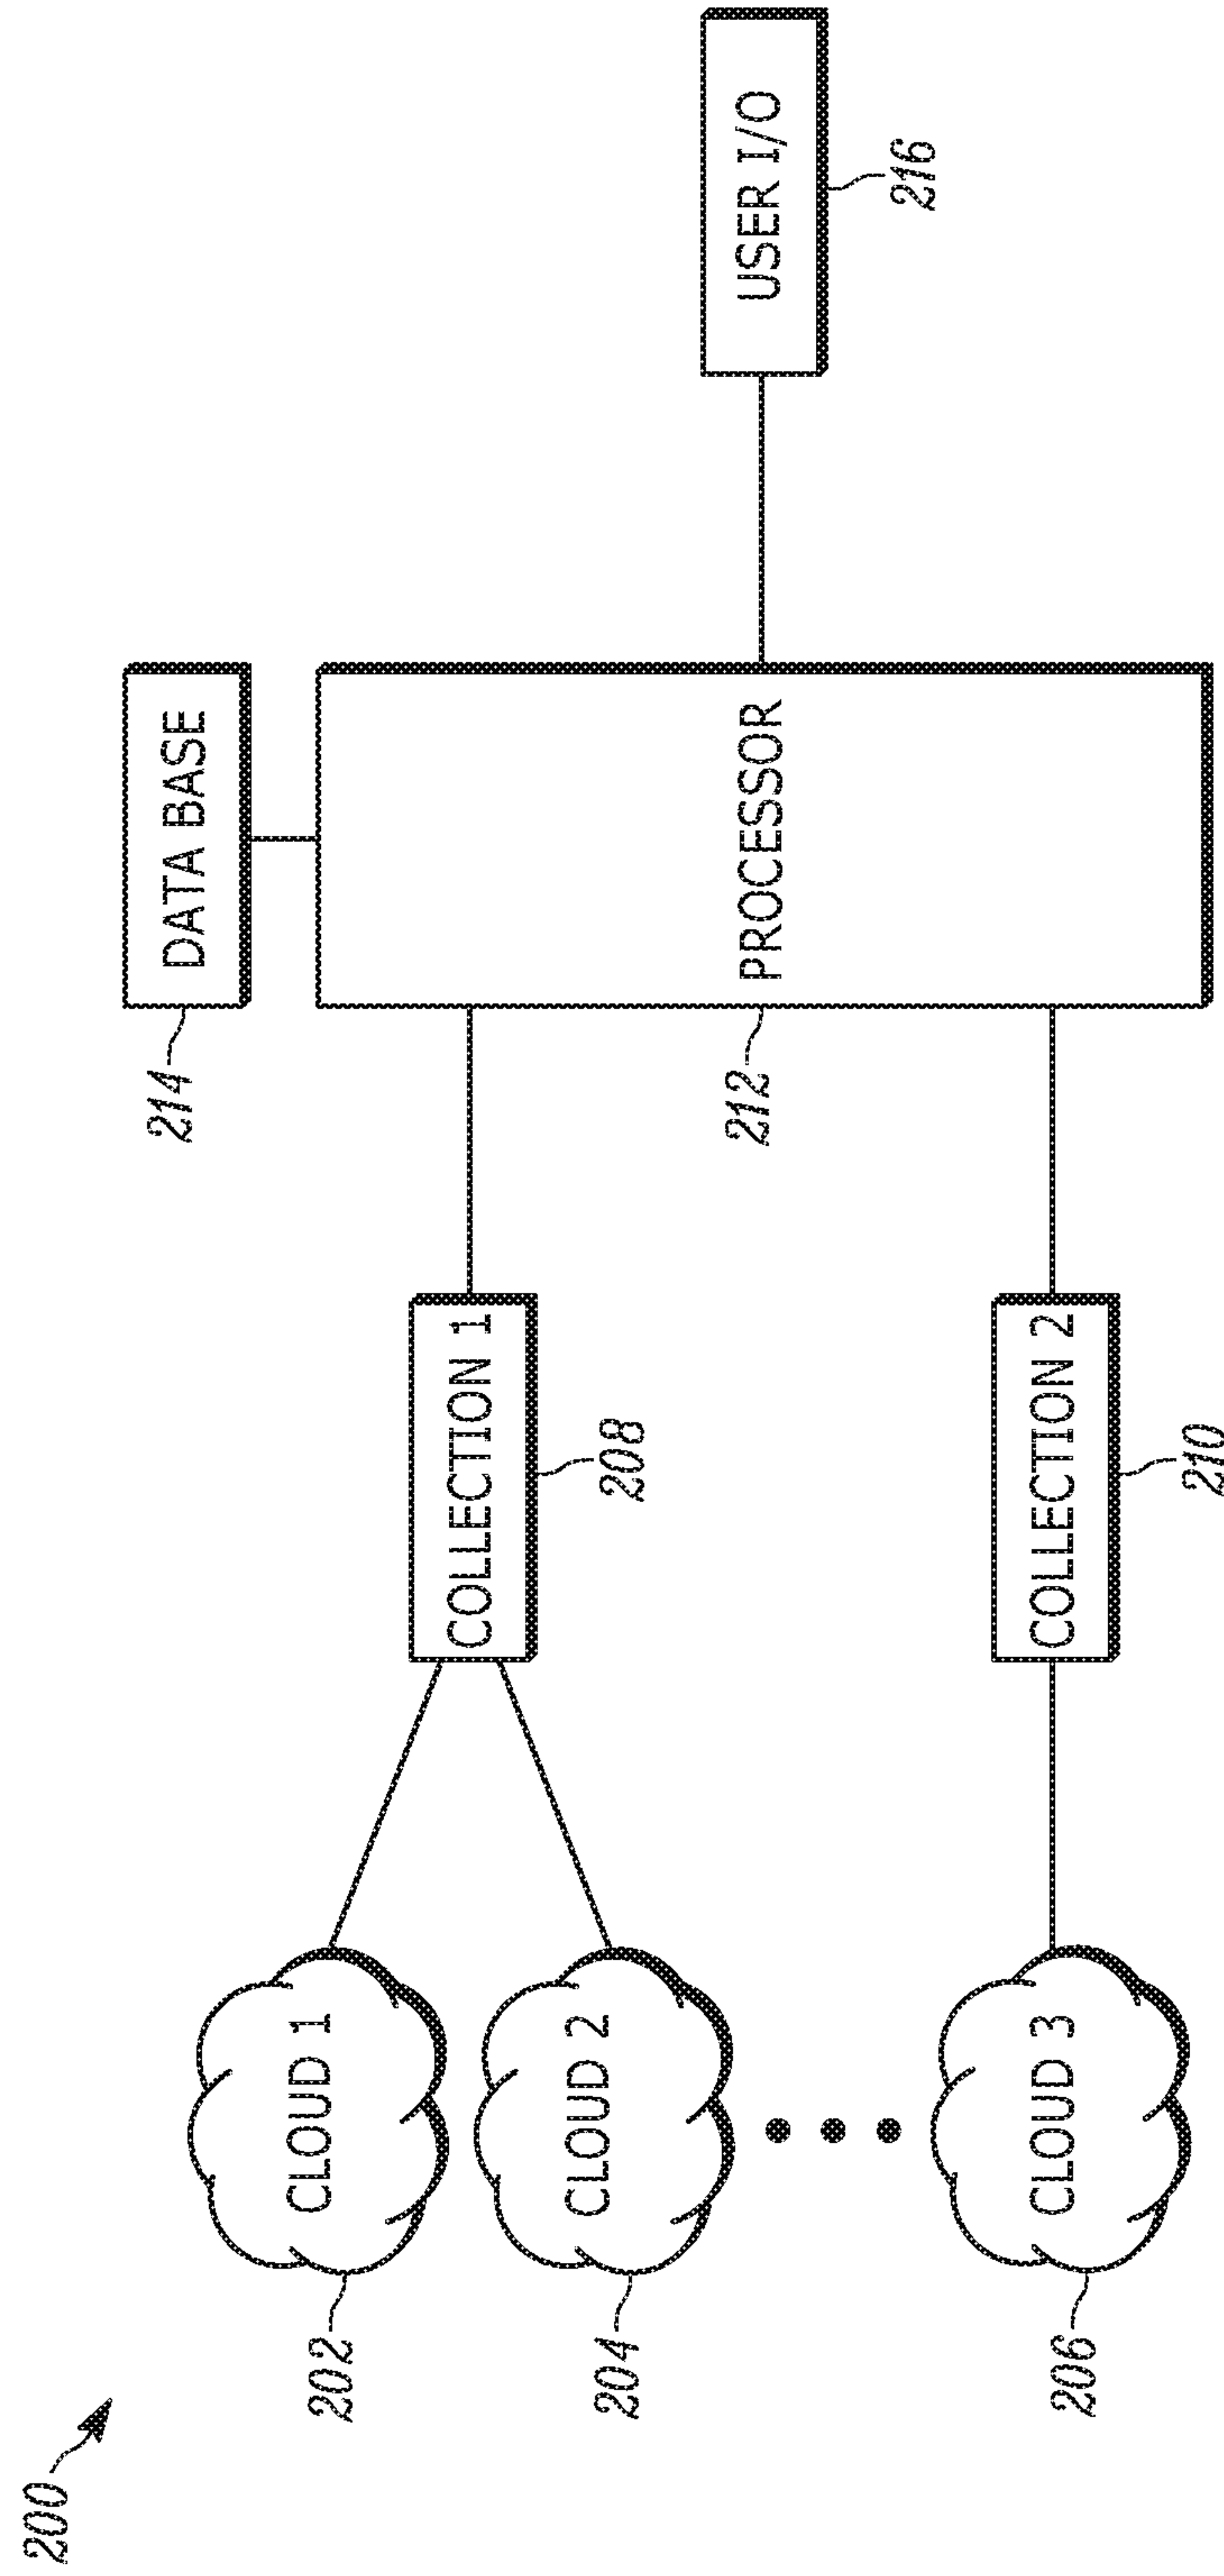 200
202
CLOUD 1
204
CLOUD 2
206
CLOUD 3
COLLECTION 1
208
COLLECTION 2
210
214
DATA BASE
212
PROCESSOR
USER I/O
216